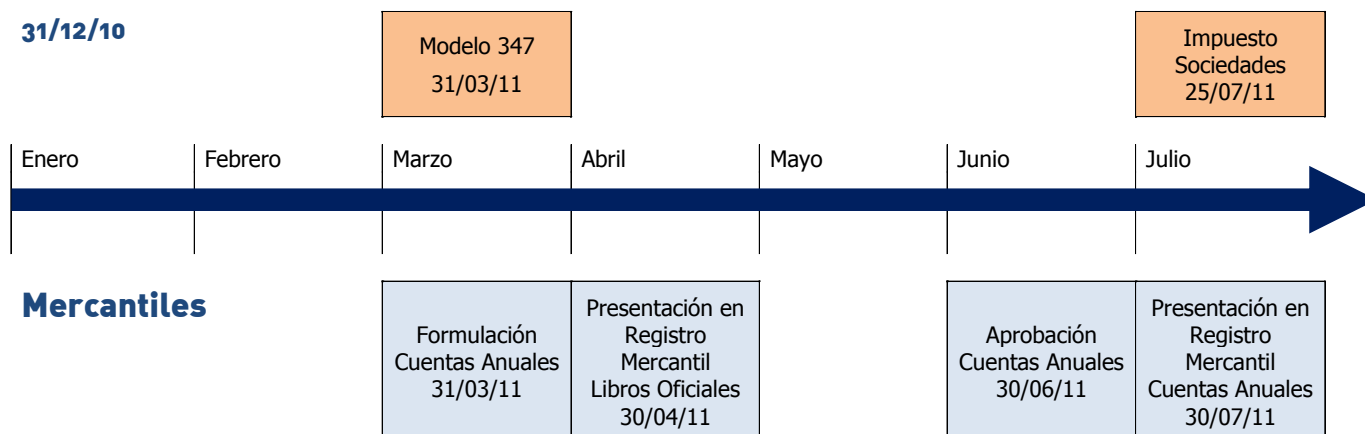 31/12/10
Modelo 347
31/03/11
Impuesto
Sociedades
25/07/11
Enero
Febrero
Marzo
Abril
Mayo
Junio
Julio
Mercantiles
Formulación
Cuentas Anuales
31/03/11
Presentación en
Registro
Mercantil
Libros Oficiales
30/04/11
Aprobación
Cuentas Anuales
30/06/11
Presentación en
Registro
Mercantil
Cuentas Anuales
30/07/11